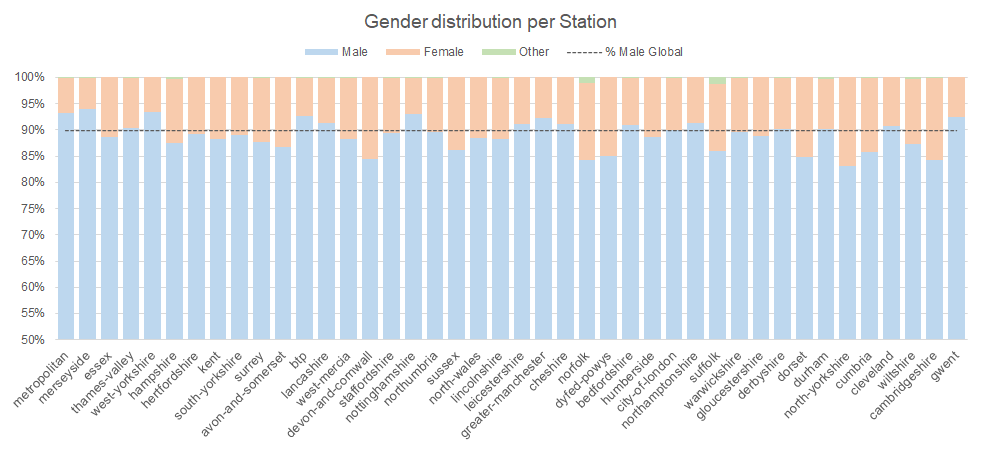 Gender distribution per Station
Male Female Other % Male Global
100%
95%
90%
85%
80%
75%
70%
65%
60%
55%
50%
metropolitan
merseyside
essex
thames-valley
west-yorkshire
hampshire
hertfordshire
kent
south-yorkshire
surrey
avon-and-somerset
btp
lancashire
west-mercia
devon-and-cornwall
staffordshire
nottinghamshire
northumbria
sussex
north-wales
lincolnshire
leicestershire
greater-manchester
cheshire
norfolk
dyfed-powys
bedfordshire
humberside
city-of-london
northamptonshire
suffolk
warwickshire
gloucestershire
derbyshire
dorset
durham
north-yorkshire
cumbria
cleveland
wiltshire
cambridgeshire
gwent